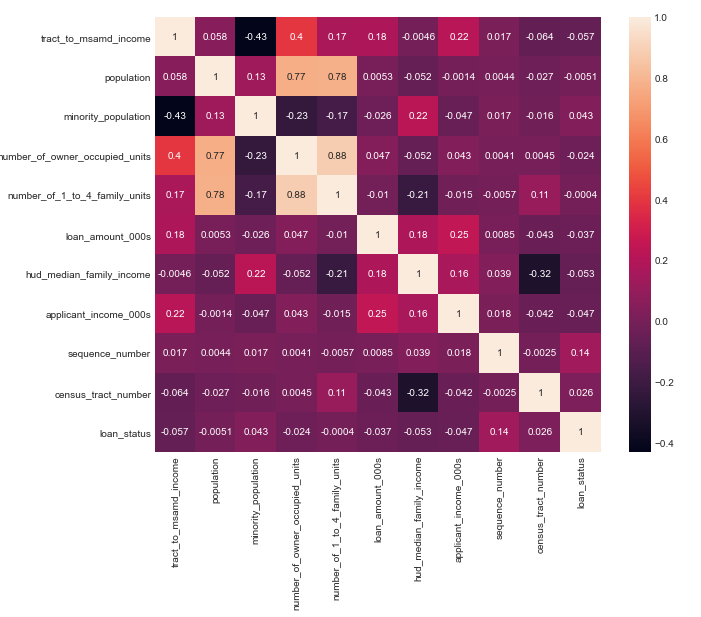 tract_to_msamd_income 1 0.058 -0.43 0.4 0.17 0.18 -0.0046 0.22 0.017 -0.064 -0.057
population 0.058 1 0.13 0.77 0.78 0.0053 -0.052 -0.0014 0.0044 -0.027 -0.0051
minority_population -0.43 0.13 1 -0.23 -0.17 -0.026 0.22 -0.047 0.017 -0.016 0.043
number_of_owner_occupied_units 0.4 0.77 -0.23 1 0.88 0.047 -0.052 0.043 0.0041 0.0045 -0.024
number_of_1_to_4_family_units 0.17 0.78 -0.17 0.88 1 -0.01 -0.21 -0.015 -0.0057 0.11 -0.0004
loan_amount_000s 0.18 0.0053 -0.026 0.047 -0.01 1 0.18 0.25 0.0085 -0.043 -0.037
hud_median_family_income -0.0046 -0.052 0.22 -0.052 -0.21 0.18 1 0.16 0.039 -0.32 -0.053
applicant_income_000s 0.22 -0.0014 -0.047 0.043 -0.015 0.25 0.16 1 0.018 -0.042 -0.047
sequence_number 0.017 0.0044 0.017 0.0041 -0.0057 0.0085 0.039 0.018 1 -0.0025 0.14
census_tract_number -0.064 -0.027 -0.016 0.0045 0.11 -0.043 -0.32 -0.042 -0.0025 1 0.026
loan_status -0.057 -0.0051 0.043 -0.024 -0.0004 -0.037 -0.053 -0.047 0.14 0.026 1
tract_to_msamd_income
population
minority_population
number_of_owner_occupied_units
number_of_1_to_4_family_units
loan_amount_000s
hud_median_family_income
applicant_income_000s
sequence_number
census_tract_number
loan_status
1.0
0.8
0.6
0.4
0.2
0.0
−0.2
−0.4